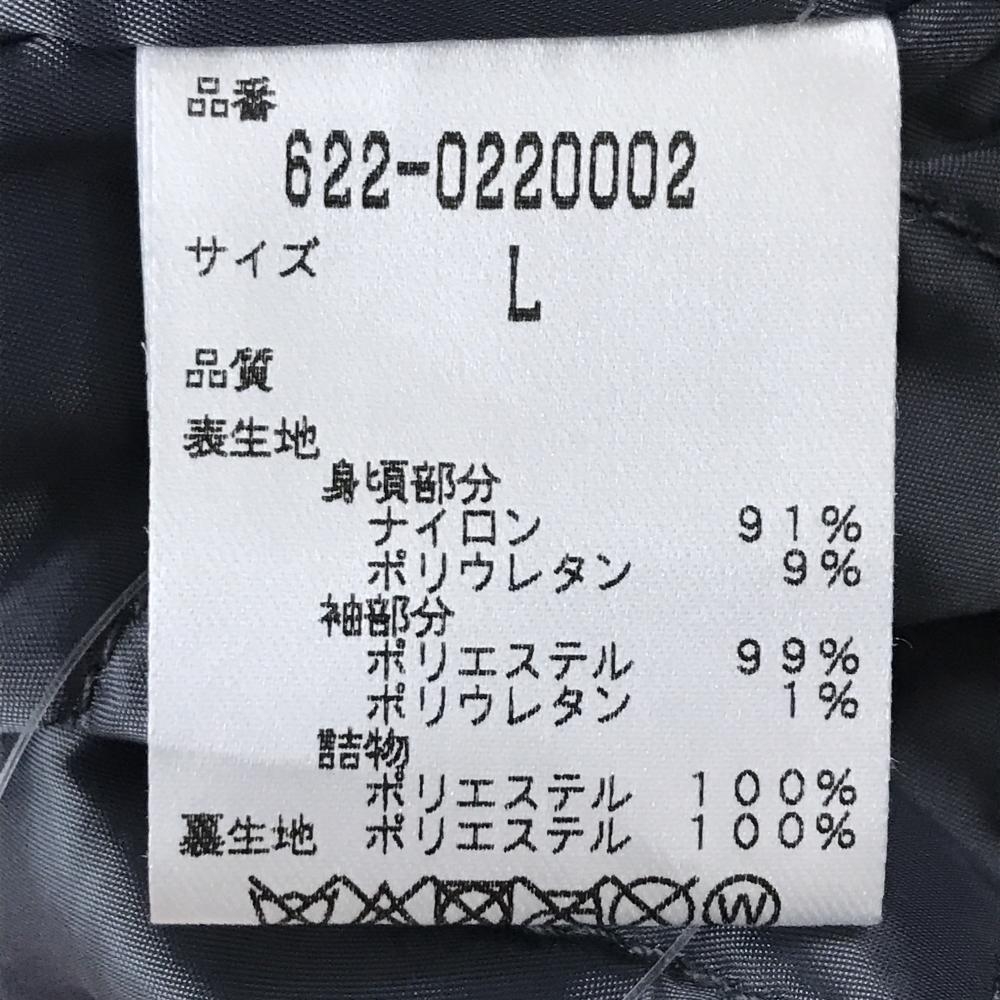 品番
622-0220002
サイズ L
品質
表生地
身頃部分
ナイロン 91%
ポリウレタン 9%
袖部分
ポリエステル 99%
ポリウレタン 1%
詰物
ポリエステル 100%
裏生地 ポリエステル 100%
W